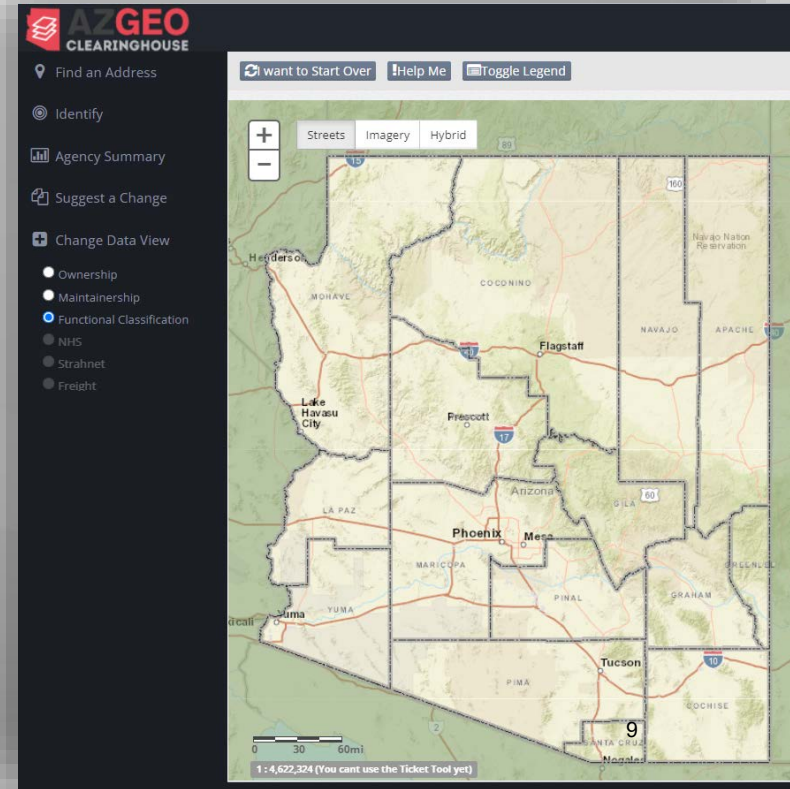 AZGEO
CLEARINGHOUSE
Find an Address
Identify
Agency Summary
Suggest a Change
Change Data View
Ownership
Maintainership
Functional Classification
NHS
Strahnet
Freight
I want to Start Over
!Help Me
Toggle Legend
+
−
Streets
Imagery
Hybrid
89
15
160
Navajo Nation
Reservation
Henderson
MOHAVE
COCONINO
NAVAJO
APACHE
40
40
Flagstaff
Lake
Havasu
City
Prescott
17
Arizona
60
GILA
LA PAZ
Phoenix
Mesa
MARICOPA
GREENLEE
PINAL
GRAHAM
Yuma
YUMA
Tucson
10
PIMA
COCHISE
2
9
SANTA CRUZ
Nogales
0 30 60mi
1 : 4,622,324 (You cant use the Ticket Tool yet)